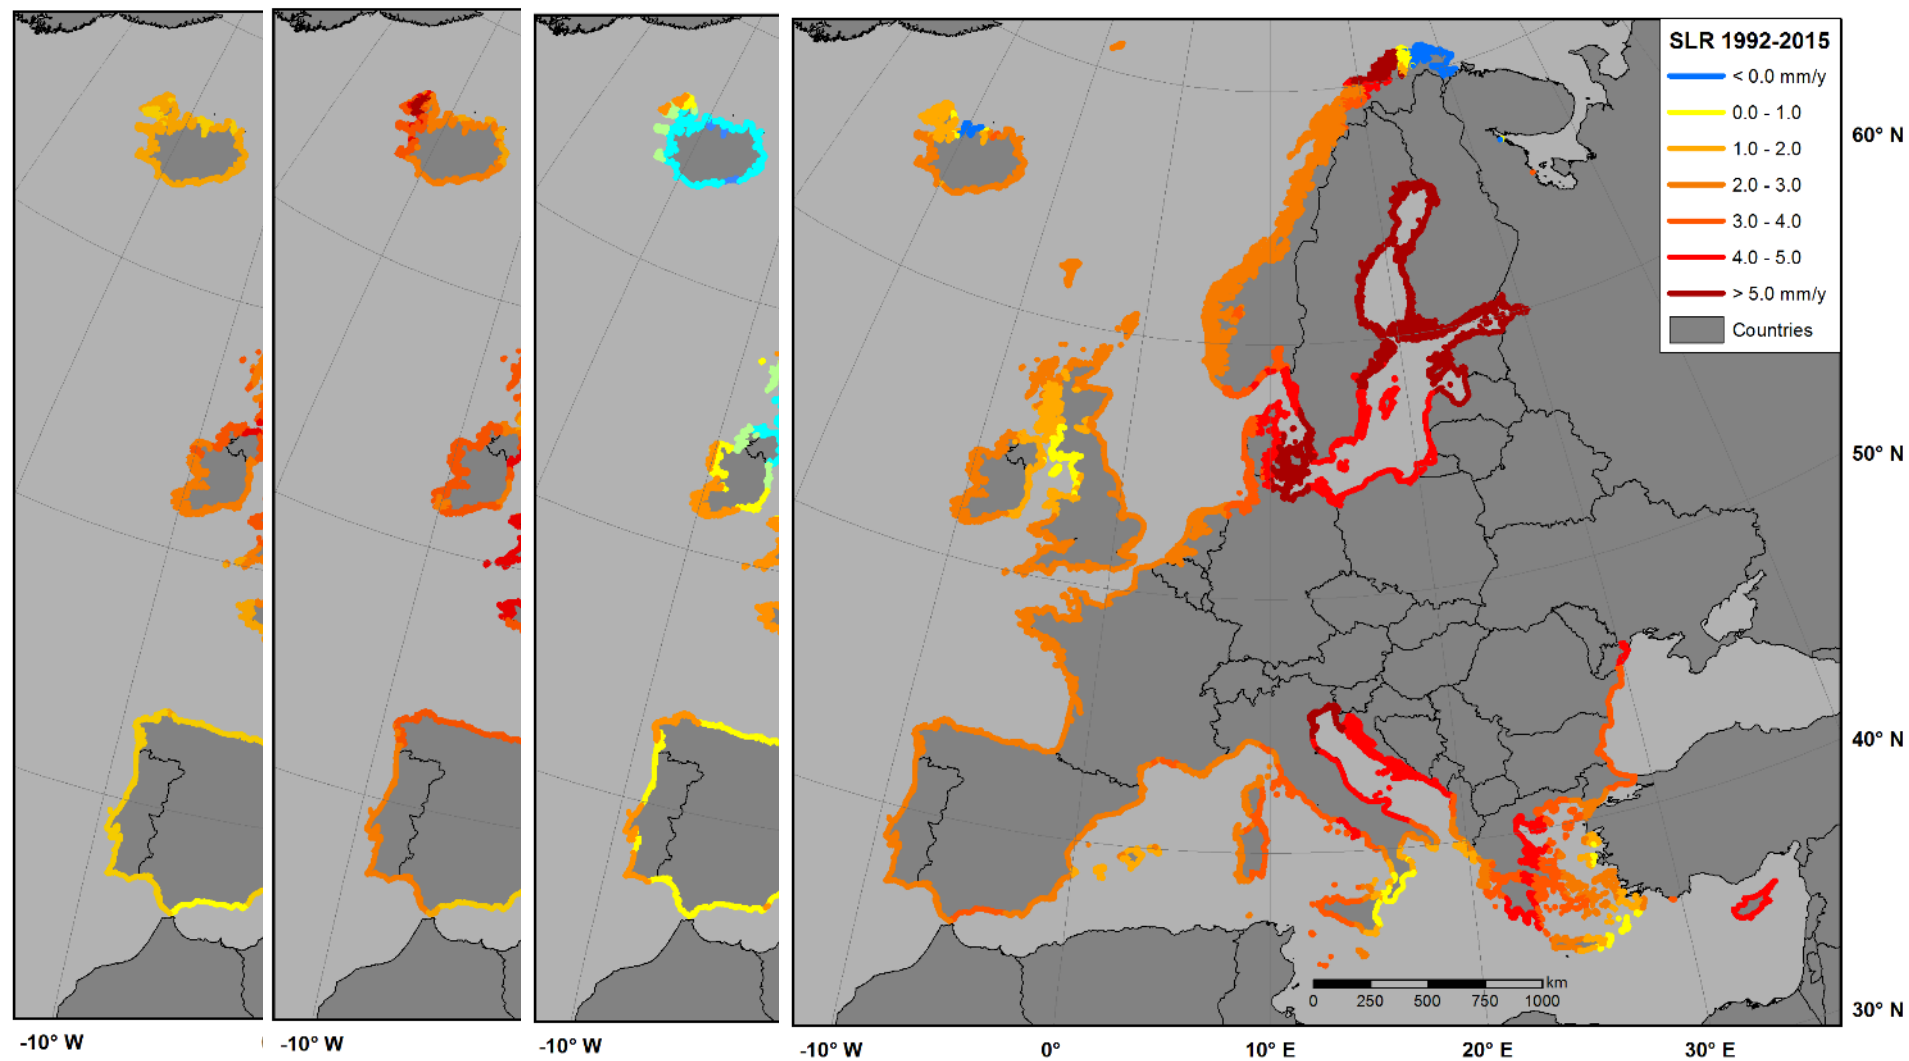 SLR 1992-2015
< 0.0 mm/y
0.0 - 1.0
1.0 - 2.0
2.0 - 3.0
3.0 - 4.0
4.0 - 5.0
> 5.0 mm/y
Countries
60° N
50° N
40° N
30° N
km
0 250 500 750 1000
-10° W -10° W -10° W -10° W 0° 10° E 20° E 30° E